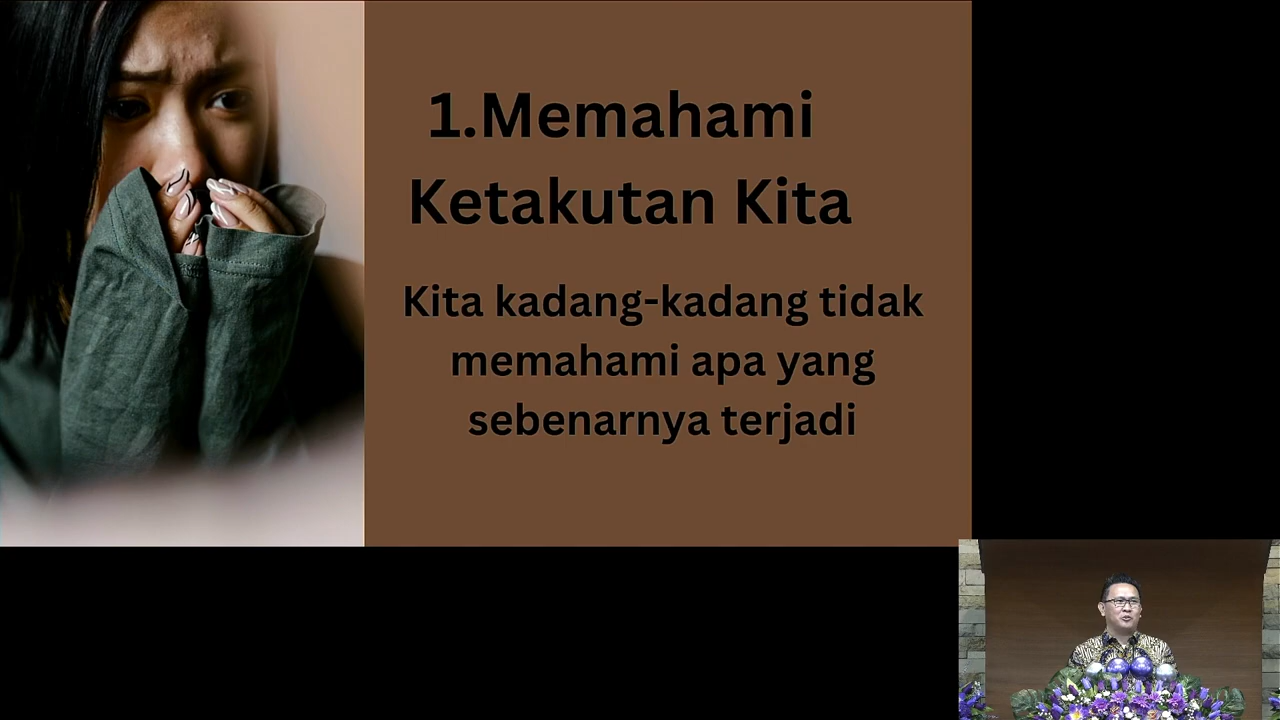 1.Memahami
Ketakutan Kita
Kita kadang-kadang tidak
memahami apa yang
sebenarnya terjadi